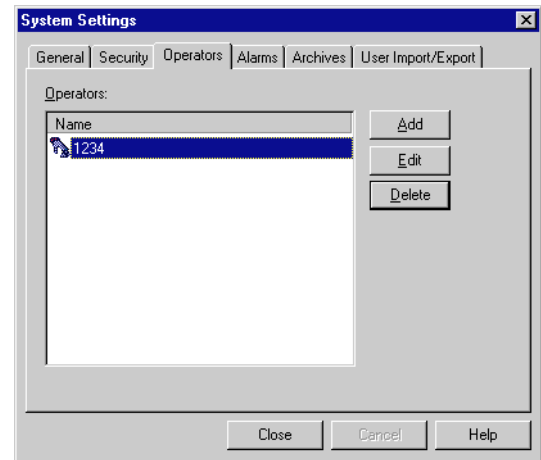 System Settings
General Security Operators Alarms Archives User Import/Export
Operators:
Name
1234
Add
Edit
Delete
Close Cancel Help